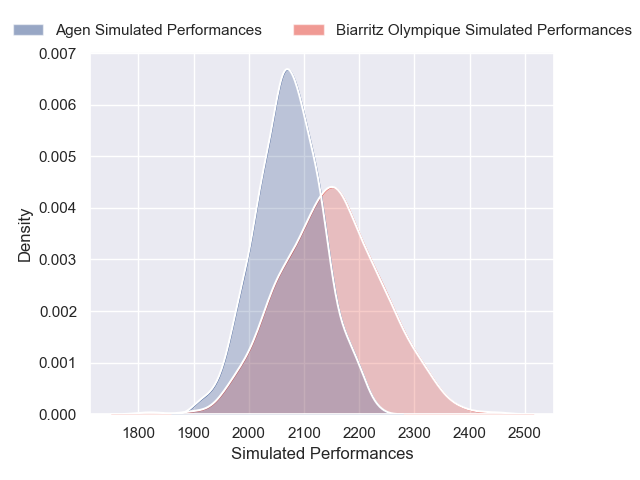 Agen Simulated Performances
Biarritz Olympique Simulated Performances
0.007
0.006
0.005
0.004
0.003
0.002
0.001
0.000
Density
1800 1900 2000 2100 2200 2300 2400 2500
Simulated Performances